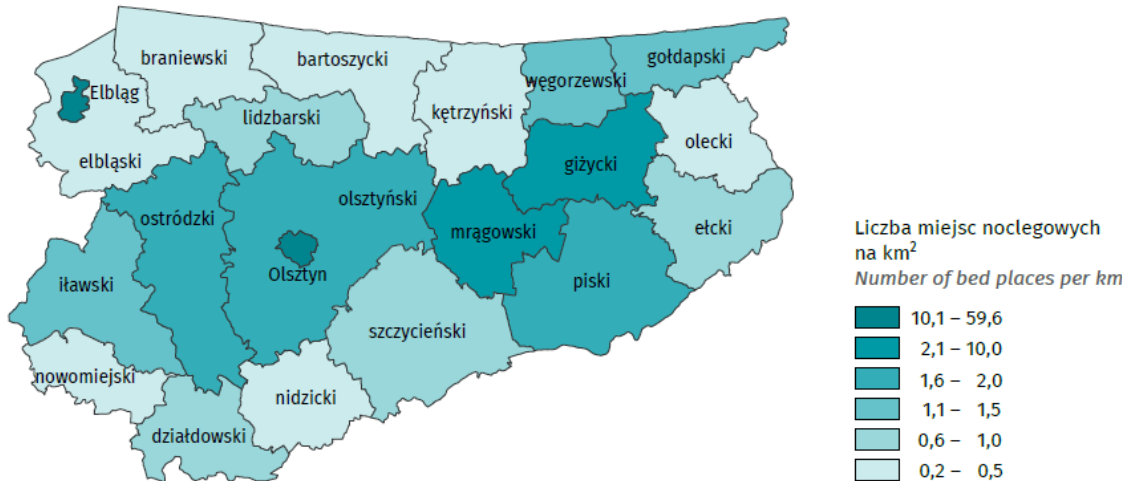 braniewski
bartoszycki
gołdapski
węgorzewski
Elbląg
kętrzyński
lidzbarski
olecki
elbląski
giżycki
olsztyński
ostródzki
mrągowski
ełcki
Olsztyn
iławski
piski
szczycieński
nowomiejski
nidzicki
działdowski
Liczba miejsc noclegowych
na km²
Number of bed places per km
10,1 – 59,6
2,1 – 10,0
1,6 – 2,0
1,1 – 1,5
0,6 – 1,0
0,2 – 0,5